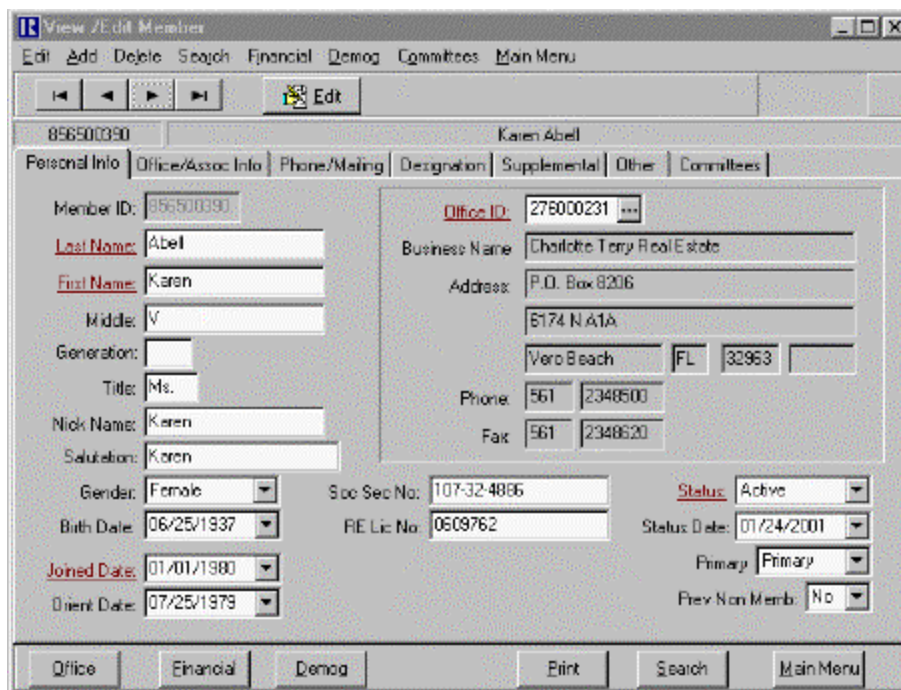 View /Edit Member
Edit Add Delete Search Financial Demog Committees Main Menu
Edit
856500390 Karen Abell
Personal Info Office/Assoc Info Phone/Mailing Designation Supplemental Other Committees
Member ID: 856500390 Office ID: 276000231 ...
Last Name: Abell Business Name Charlotte Terry Real Estate
First Name: Karen Address: P.O. Box 8206
Middle: V 6174 N A1A
Generation: Vero Beach FL 32963
Title: Ms. Phone: 561 2348500
Nick Name: Karen Fax: 561 2348620
Salutation: Karen
Gender: Female Soc Sec No: 107-32-4886 Status: Active
Birth Date: 06/25/1937 RE Lic No: 0609762 Status Date: 01/24/2001
Joined Date: 01/01/1980 Primary Primary
Orient Date: 07/25/1979 Prev Non Memb: No
Office Financial Demog Print Search Main Menu